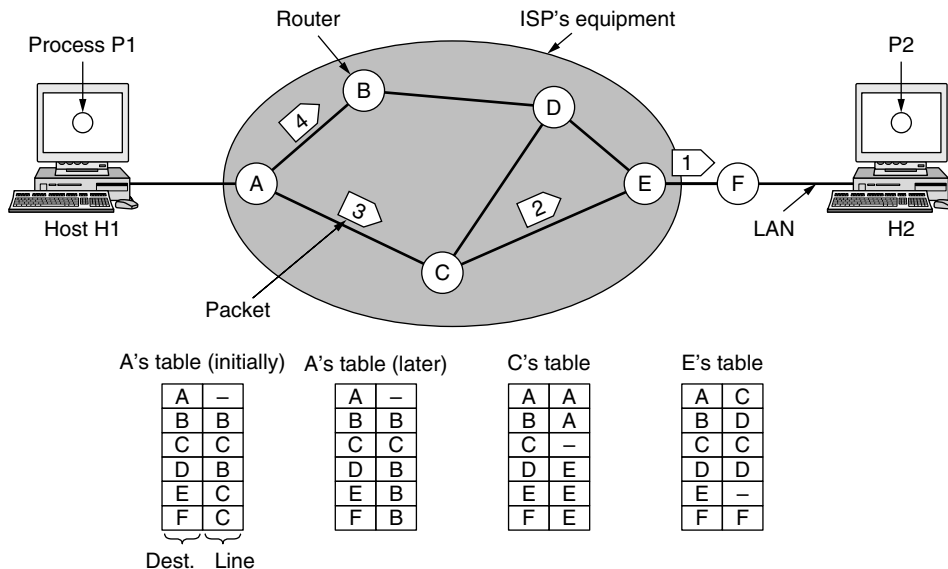 Router
ISP's equipment
Process P1
P2
B
D
4
1
A
E
F
3
2
C
Host H1
LAN
H2
Packet
A's table (initially)
A's table (later)
C's table
E's table
A –
B B
C C
D B
E C
F C
Dest. Line
A –
B B
C C
D B
E B
F B
A A
B A
C –
D E
E E
F E
A C
B D
C C
D D
E –
F F